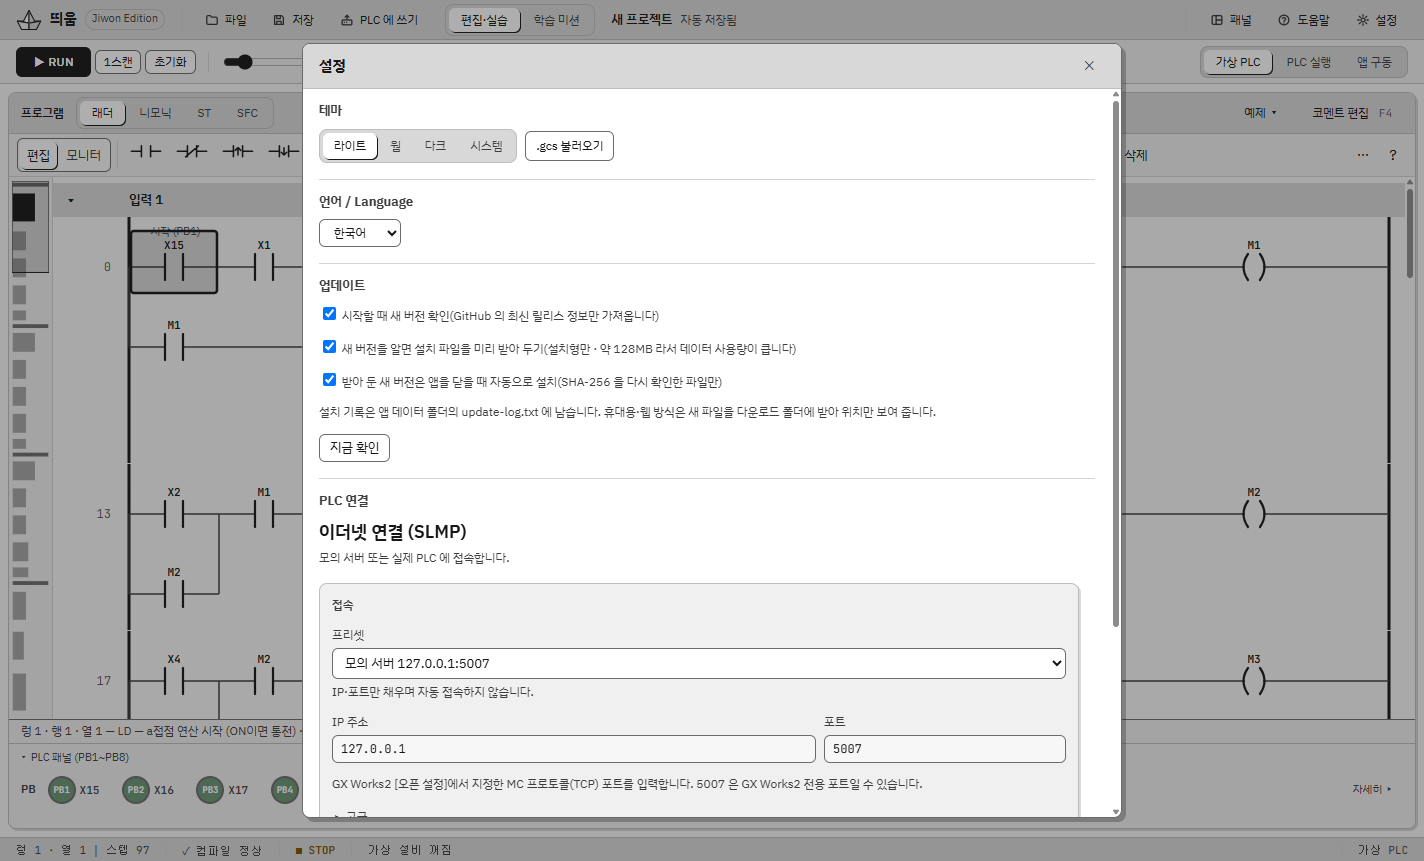 띄움 Jiwon Edition 파일 저장 PLC 에 쓰기 편집·실습 학습 미션 새 프로젝트 자동 저장됨 패널 도움말 설정
▶ RUN 1스캔 초기화 가상 PLC PLC 실행 앱 구동
프로그램 래더 니모닉 ST SFC 예제 ▾ 코멘트 편집 F4
편집 모니터 삭제 ··· ?
입력 1
시작 (PB1)
X15 X1 M1
0
M1
X2 M1 M2
13
M2
X4 M2 M3
17
렁 1 · 행 1 · 열 1 — LD — a접점 연산 시작 (ON이면 통전) ·
▾ PLC 패널 (PB1~PB8)
PB PB1 X15 PB2 X16 PB3 X17 PB4 자세히 ▸
렁 1 · 열 1 | 스텝 97 ✓ 컴파일 정상 ■ STOP 가상 설비 꺼짐 가상 PLC
설정 ×
테마
라이트 웜 다크 시스템 .gcs 불러오기
언어 / Language
한국어
업데이트
시작할 때 새 버전 확인(GitHub 의 최신 릴리스 정보만 가져옵니다)
새 버전을 알면 설치 파일을 미리 받아 두기(설치형만 · 약 128MB 라서 데이터 사용량이 큽니다)
받아 둔 새 버전은 앱을 닫을 때 자동으로 설치(SHA-256 을 다시 확인한 파일만)
설치 기록은 앱 데이터 폴더의 update-log.txt 에 남습니다. 휴대용·웹 방식은 새 파일을 다운로드 폴더에 받아 위치만 보여 줍니다.
지금 확인
PLC 연결
이더넷 연결 (SLMP)
모의 서버 또는 실제 PLC 에 접속합니다.
접속
프리셋
모의 서버 127.0.0.1:5007
IP·포트만 채우며 자동 접속하지 않습니다.
IP 주소 포트
127.0.0.1 5007
GX Works2 [오픈 설정]에서 지정한 MC 프로토콜(TCP) 포트를 입력합니다. 5007 은 GX Works2 전용 포트일 수 있습니다.